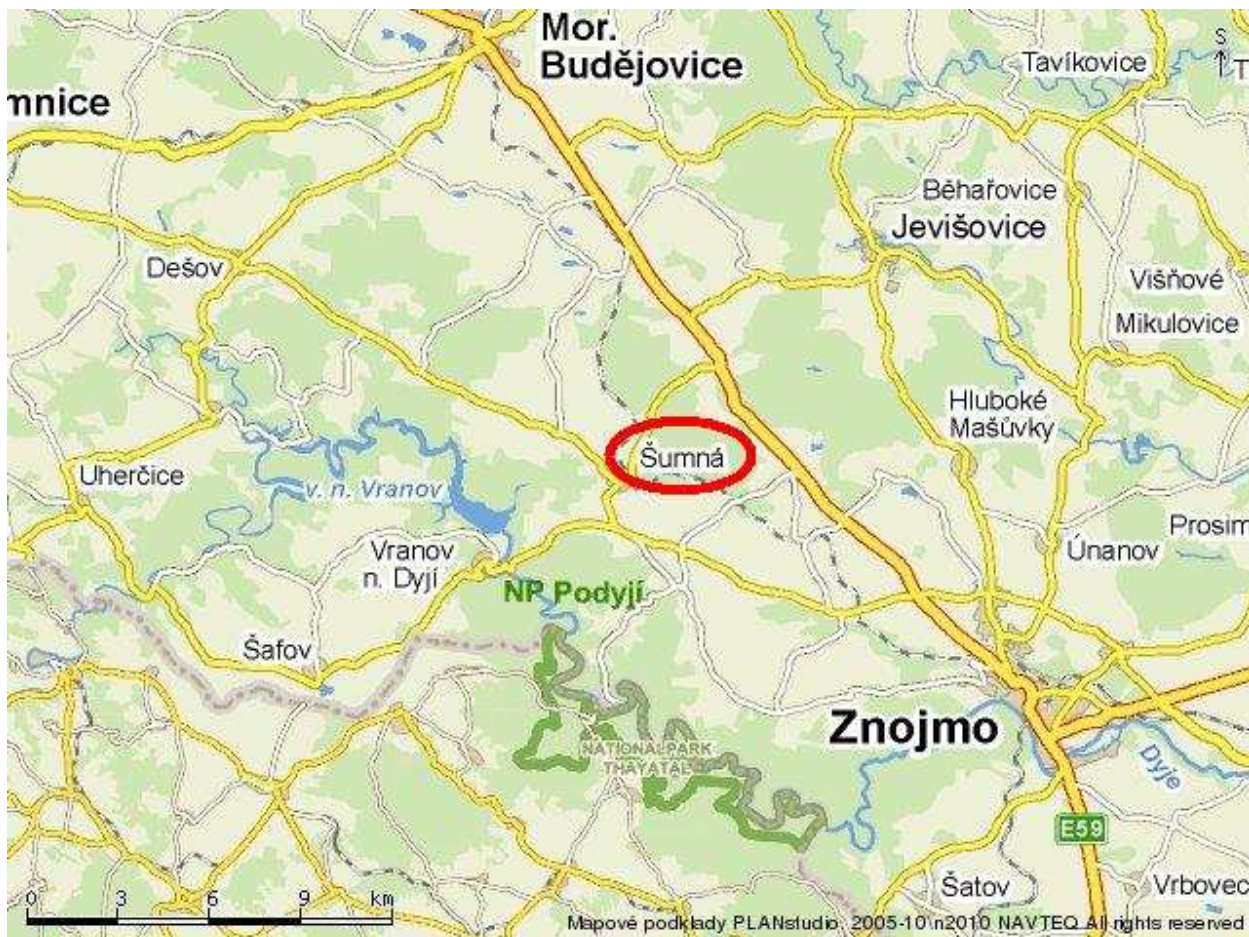 Mor.
Budějovice
Tavíkovice
S
T
mnice
Běhařovice
Jevišovice
Dešov
Višňové
Mikulovice
Hluboké
Mašůvky
Šumná
Uherčice
v. n. Vranov
Prosim
Únanov
Vranov
n. Dyjí
NP Podyjí
Šafov
Znojmo
NATIONALPARK
THAYATAL
Dyje
E59
Šatov
Vrbovec
0 3 6 9 km
Mapové podklady PLANstudio, 2005-10\n2010 NAVTEQ All rights reserved